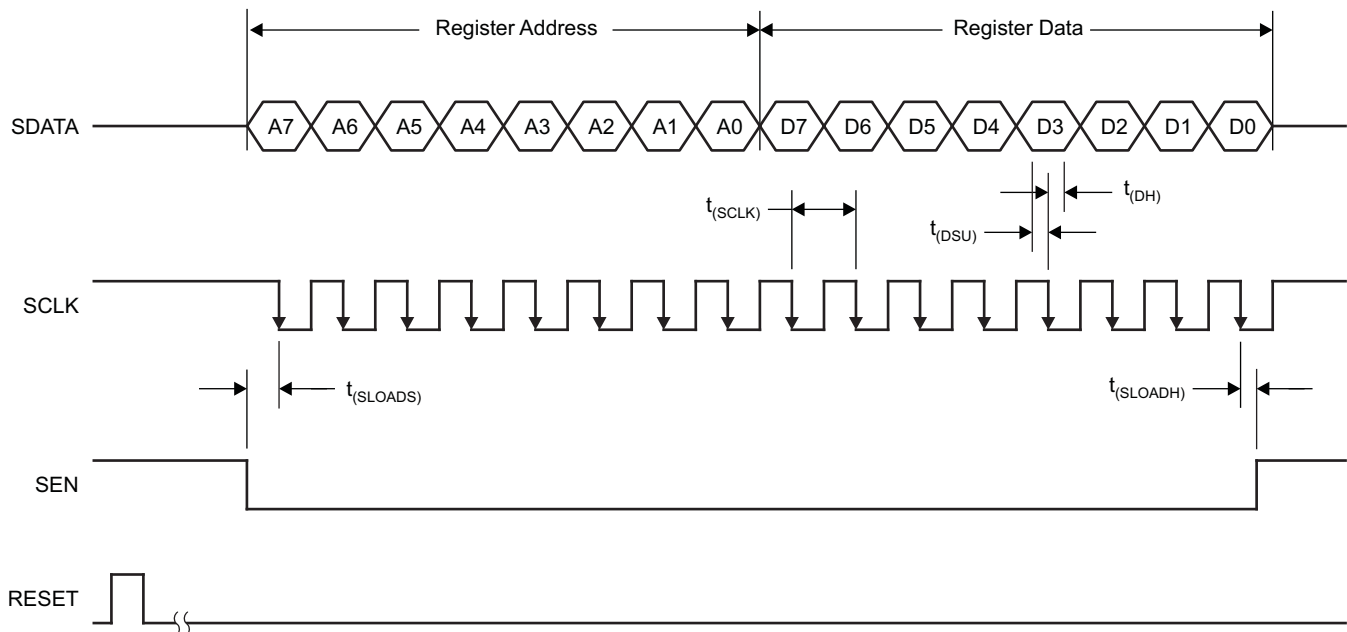 Register Address
Register Data
SDATA
A7 A6 A5 A4 A3 A2 A1 A0 D7 D6 D5 D4 D3 D2 D1 D0
t(SCLK)
t(DH)
t(DSU)
SCLK
t(SLOADS)
t(SLOADH)
SEN
RESET